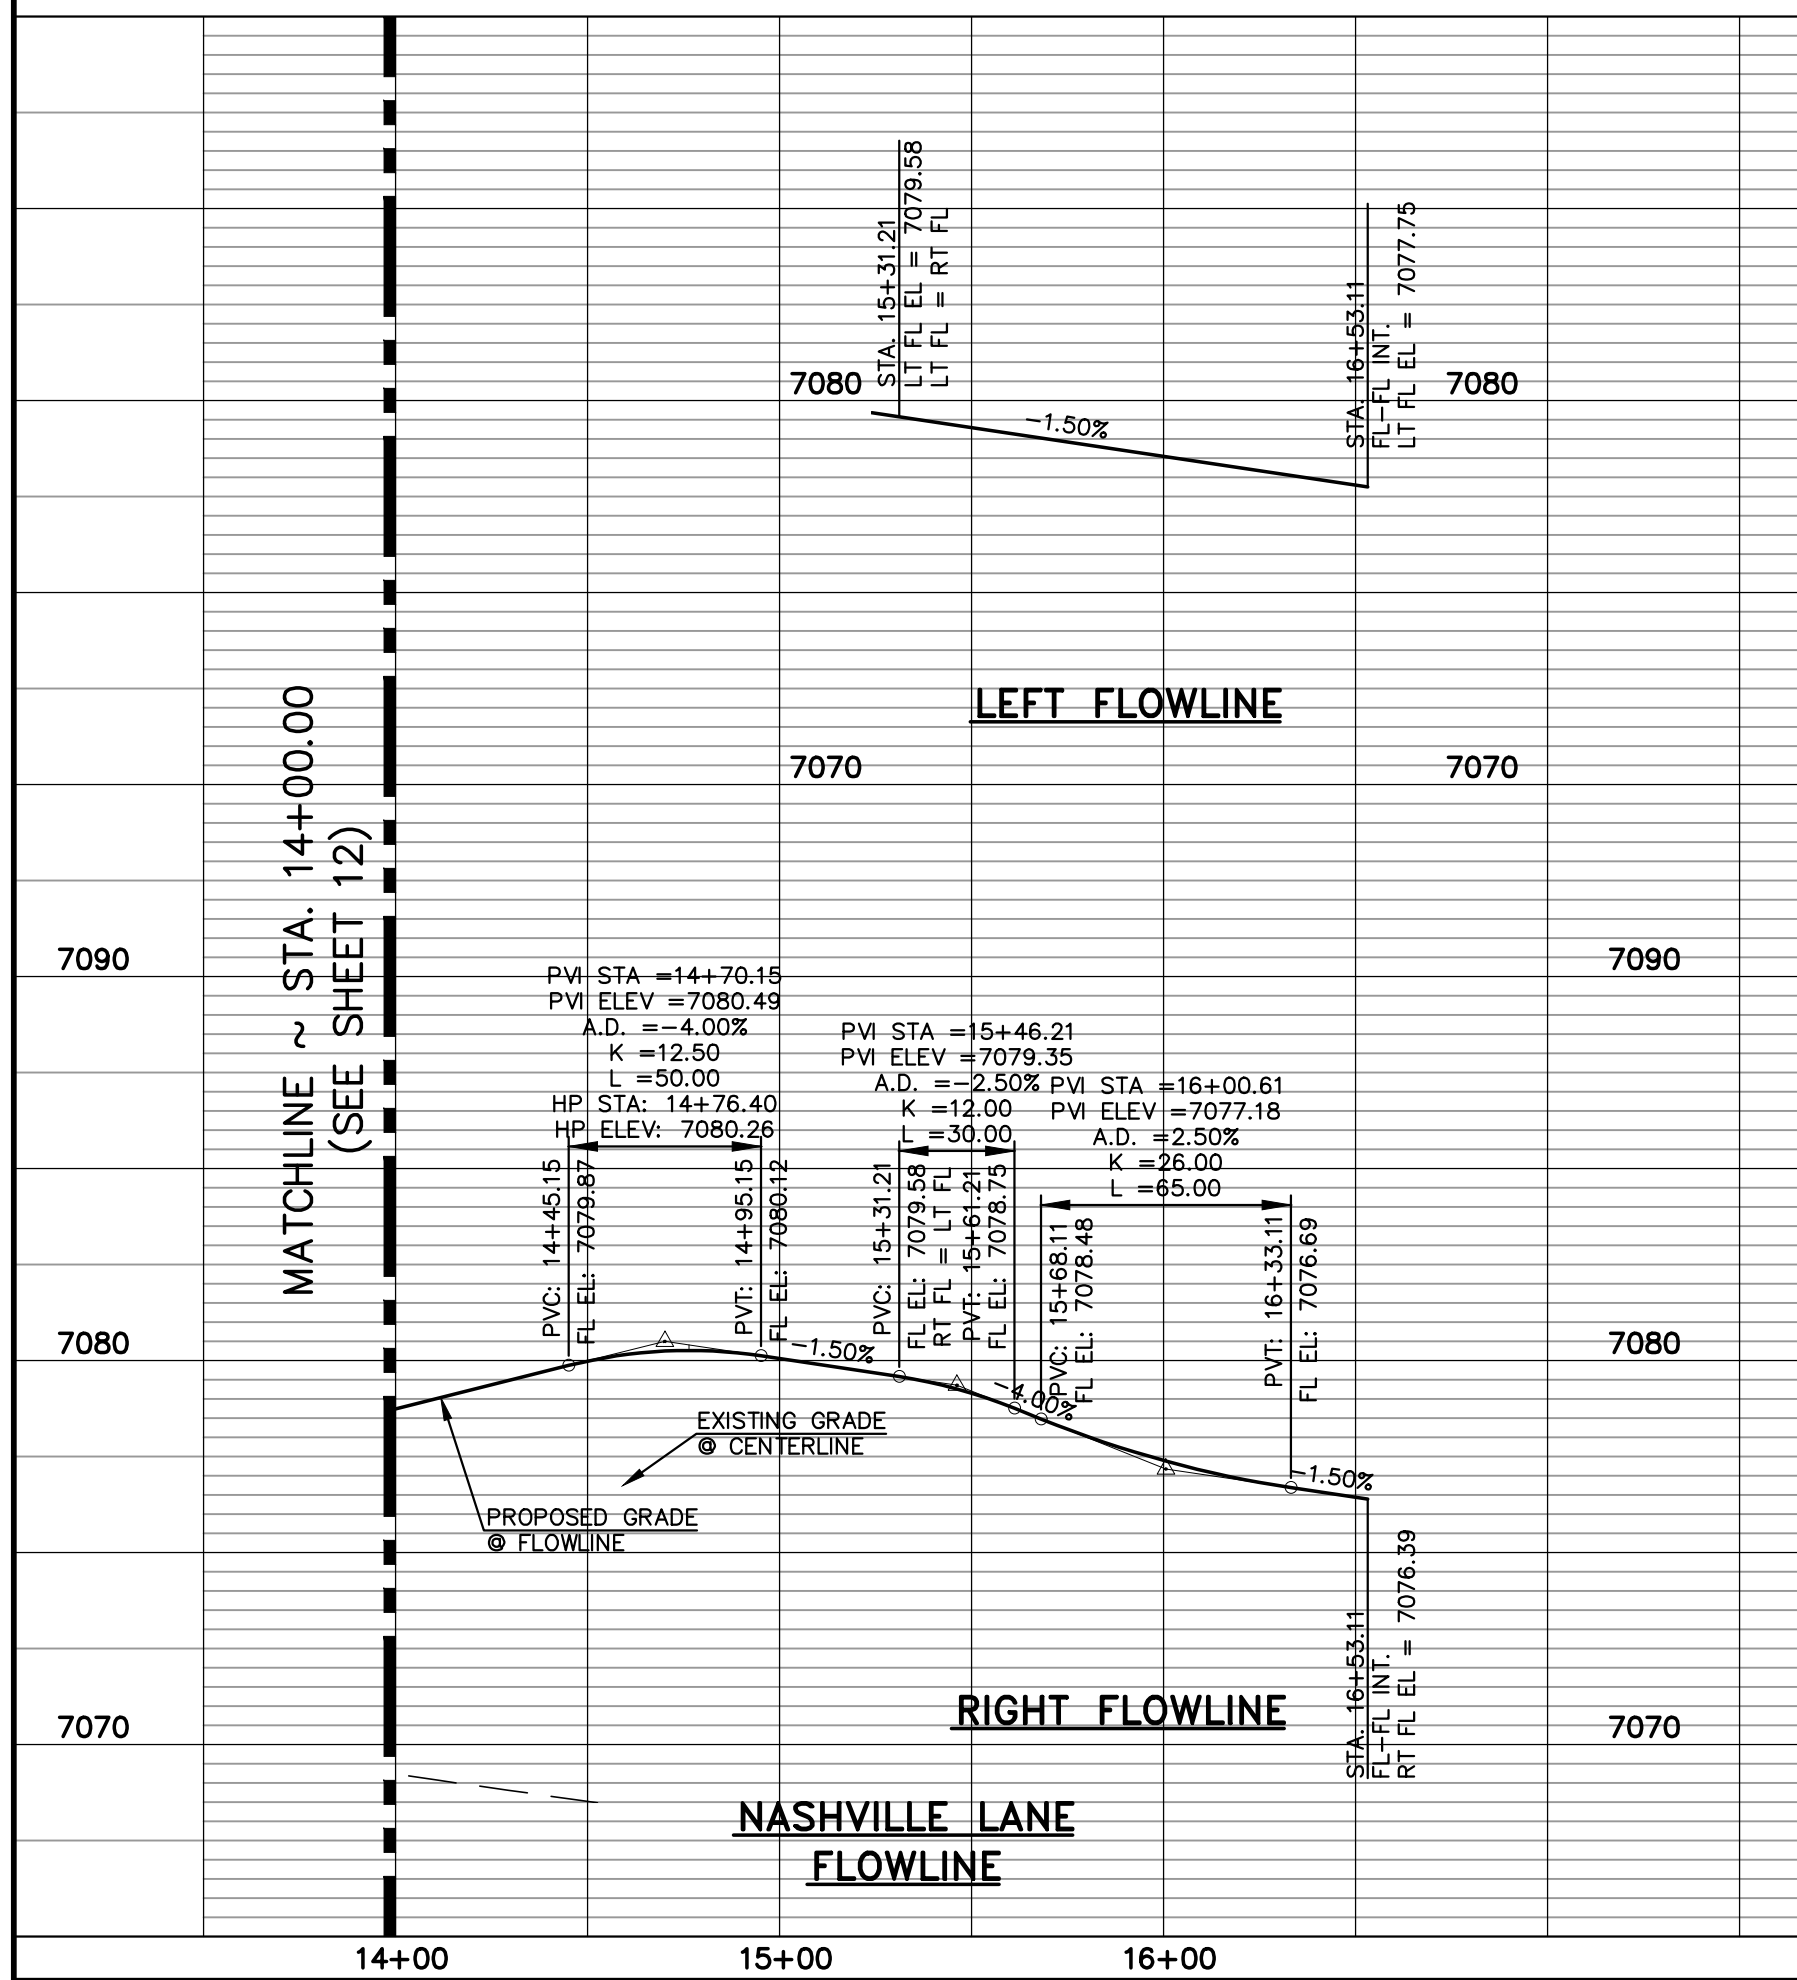 STA. 15+31.21
LT FL EL = 7079.58
LT FL = RT FL
STA. 16+53.11
FL-FL INT.
LT FL EL = 7077.75
7080
7080
-1.50%
LEFT FLOWLINE
7070
7070
MATCHLINE ~ STA. 14+00.00
(SEE SHEET 12)
7090
7090
PVI STA =14+70.15
PVI ELEV =7080.49
A.D. =-4.00%
K =12.50
L =50.00
HP STA: 14+76.40
HP ELEV: 7080.26
PVI STA =15+46.21
PVI ELEV =7079.35
A.D. =-2.50%
K =12.00
L =30.00
PVI STA =16+00.61
PVI ELEV =7077.18
A.D. =2.50%
K =26.00
L =65.00
PVC: 14+45.15
FL EL: 7079.87
PVT: 14+95.15
FL EL: 7080.12
PVC: 15+31.21
FL EL: 7079.58
RT FL = LT FL
PVT: 15+61.21
FL EL: 7078.75
PVC: 15+68.11
FL EL: 7078.48
PVT: 16+33.11
FL EL: 7076.69
7080
7080
-1.50%
-4.00%
-1.50%
EXISTING GRADE
@ CENTERLINE
PROPOSED GRADE
@ FLOWLINE
STA. 16+53.11
FL-FL INT.
RT FL EL = 7076.39
RIGHT FLOWLINE
7070
7070
NASHVILLE LANE
FLOWLINE
14+00
15+00
16+00